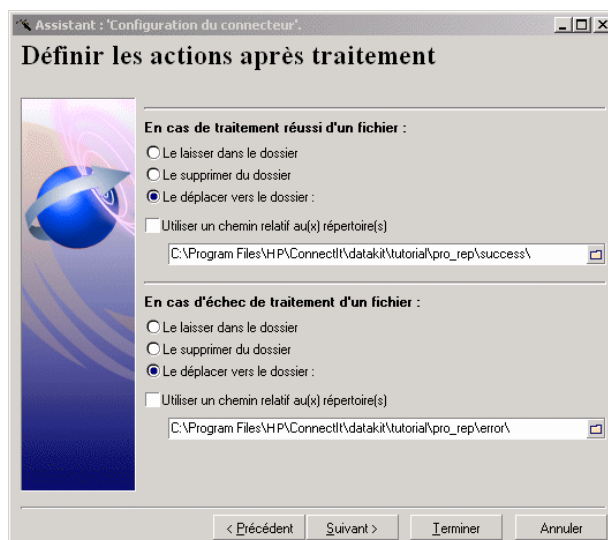 Assistant : 'Configuration du connecteur'.
Définir les actions après traitement
En cas de traitement réussi d'un fichier :
Le laisser dans le dossier
Le supprimer du dossier
Le déplacer vers le dossier :
Utiliser un chemin relatif au(x) répertoire(s)
C:\Program Files\HP\ConnectIt\datakit\tutorial\pro_rep\success\
En cas d'échec de traitement d'un fichier :
Le laisser dans le dossier
Le supprimer du dossier
Le déplacer vers le dossier :
Utiliser un chemin relatif au(x) répertoire(s)
C:\Program Files\HP\ConnectIt\datakit\tutorial\pro_rep\error\
< Précédent Suivant > Terminer Annuler